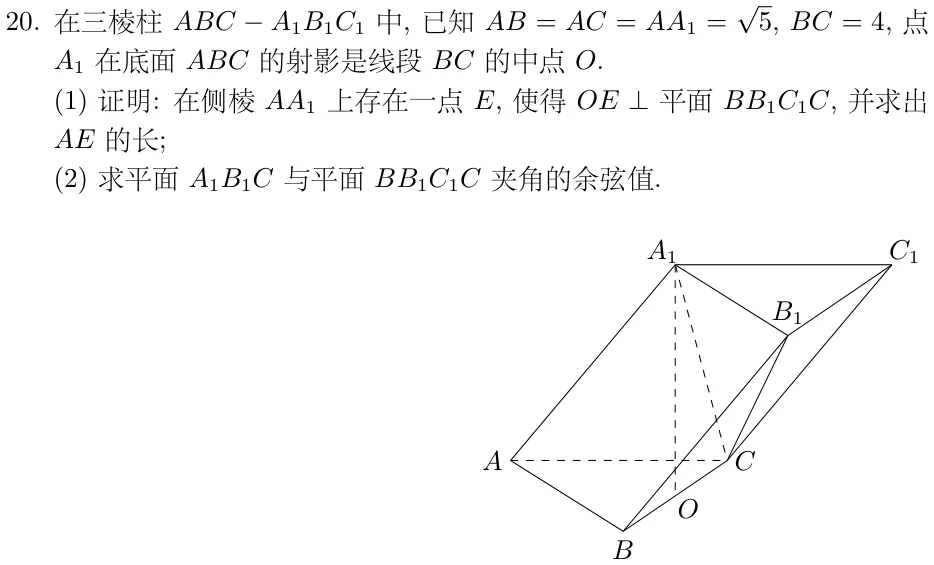 20. 在三棱柱 ABC − A₁B₁C₁ 中, 已知 AB = AC = AA₁ = √5, BC = 4, 点
A₁ 在底面 ABC 的射影是线段 BC 的中点 O.
(1) 证明: 在侧棱 AA₁ 上存在一点 E, 使得 OE ⊥ 平面 BB₁C₁C, 并求出
AE 的长;
(2) 求平面 A₁B₁C 与平面 BB₁C₁C 夹角的余弦值.
A₁
C₁
B₁
A
C
O
B